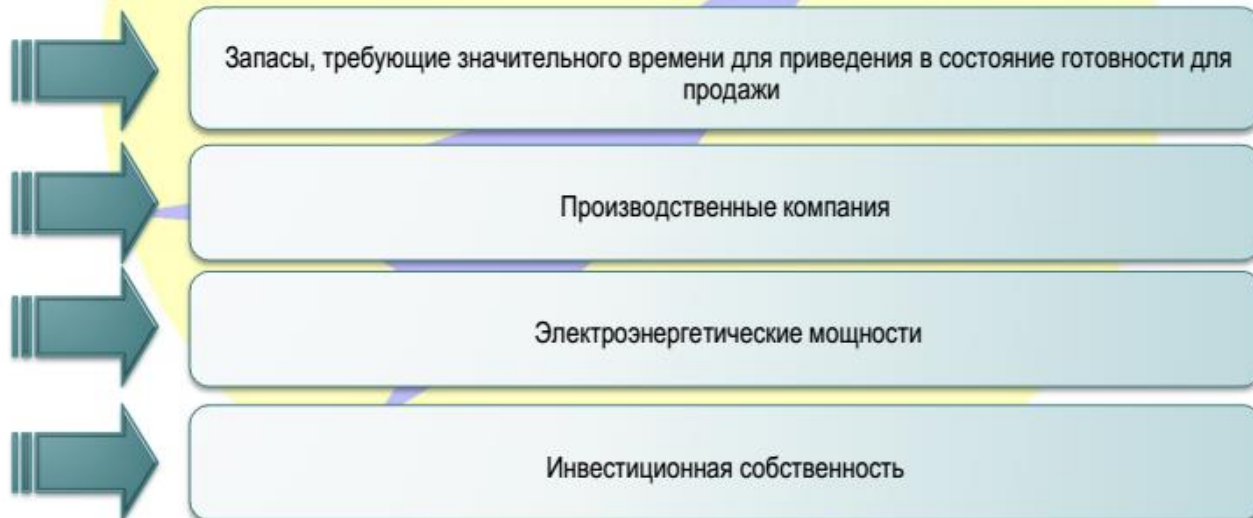 Запасы, требующие значительного времени для приведения в состояние готовности для
продажи
Производственные компания
Электроэнергетические мощности
Инвестиционная собственность